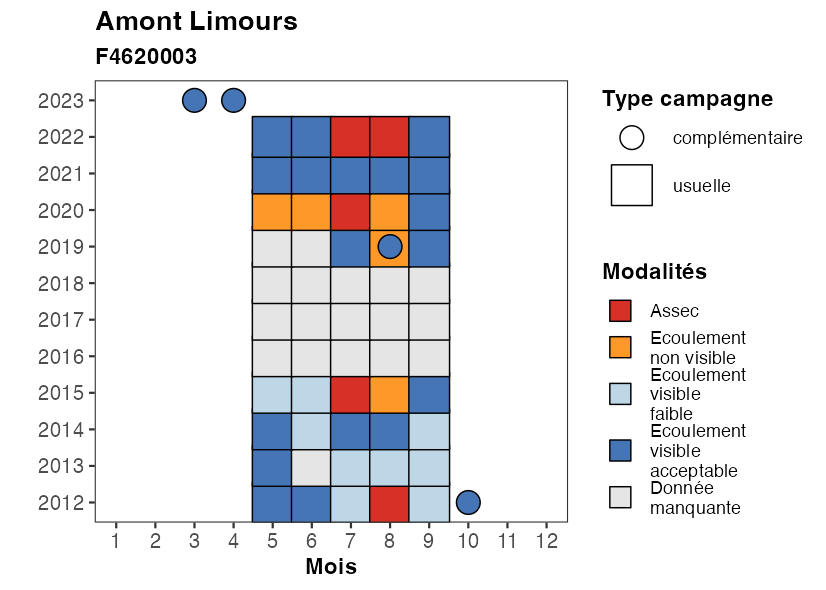 Amont Limours
F4620003
2023
2022
2021
2020
2019
2018
2017
2016
2015
2014
2013
2012
1 2 3 4 5 6 7 8 9 10 11 12
Mois
Type campagne
complémentaire
usuelle
Modalités
Assec
Ecoulement
non visible
Ecoulement
visible
faible
Ecoulement
visible
acceptable
Donnée
manquante